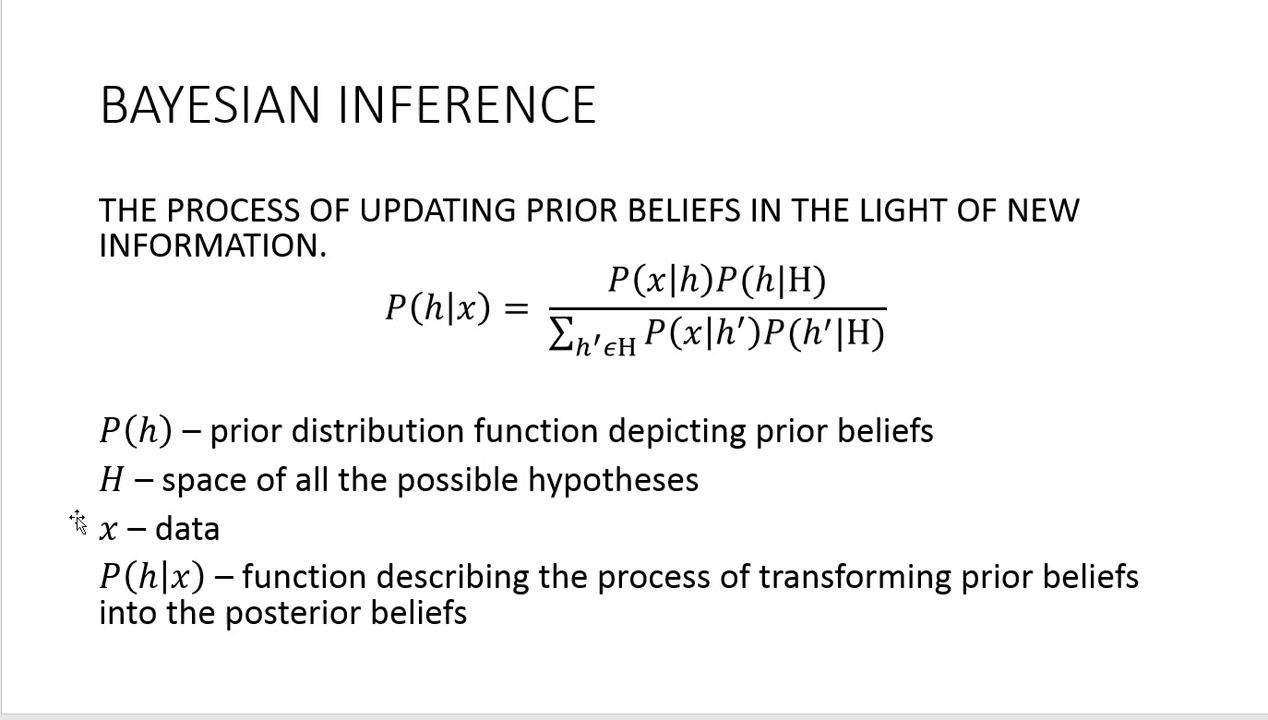 BAYESIAN INFERENCE
THE PROCESS OF UPDATING PRIOR BELIEFS IN THE LIGHT OF NEW
INFORMATION.
P(x|h)P(h|H)
P(h|x) =
∑h′ϵH P(x|h′)P(h′|H)
P(h) – prior distribution function depicting prior beliefs
H – space of all the possible hypotheses
x – data
P(h|x) – function describing the process of transforming prior beliefs
into the posterior beliefs